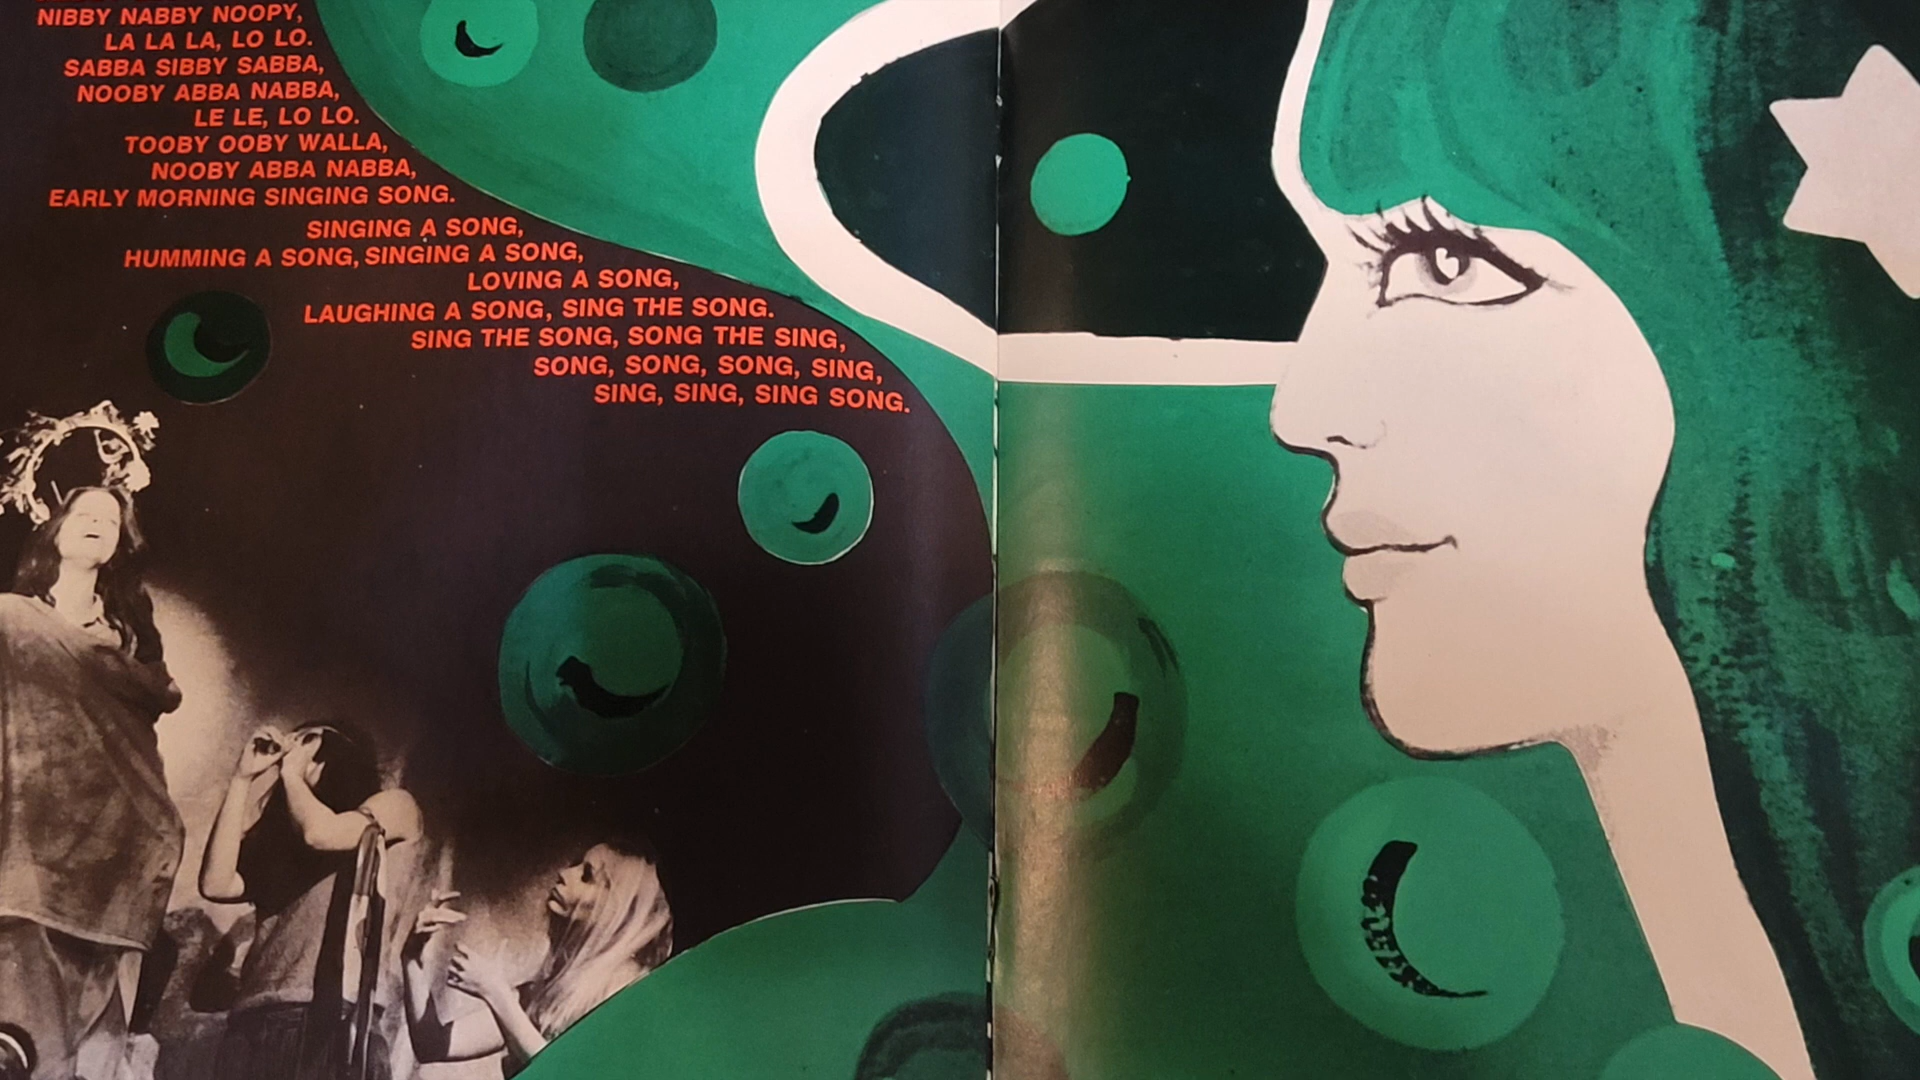 NIBBY NABBY NOOPY,
LA LA LA, LO LO.
SABBA SIBBY SABBA,
NOOBY ABBA NABBA,
LE LE, LO LO.
TOOBY OOBY WALLA,
NOOBY ABBA NABBA,
EARLY MORNING SINGING SONG.
SINGING A SONG,
HUMMING A SONG, SINGING A SONG,
LOVING A SONG,
LAUGHING A SONG, SING THE SONG.
SING THE SONG, SONG THE SING,
SONG, SONG, SONG, SING,
SING, SING, SING SONG.